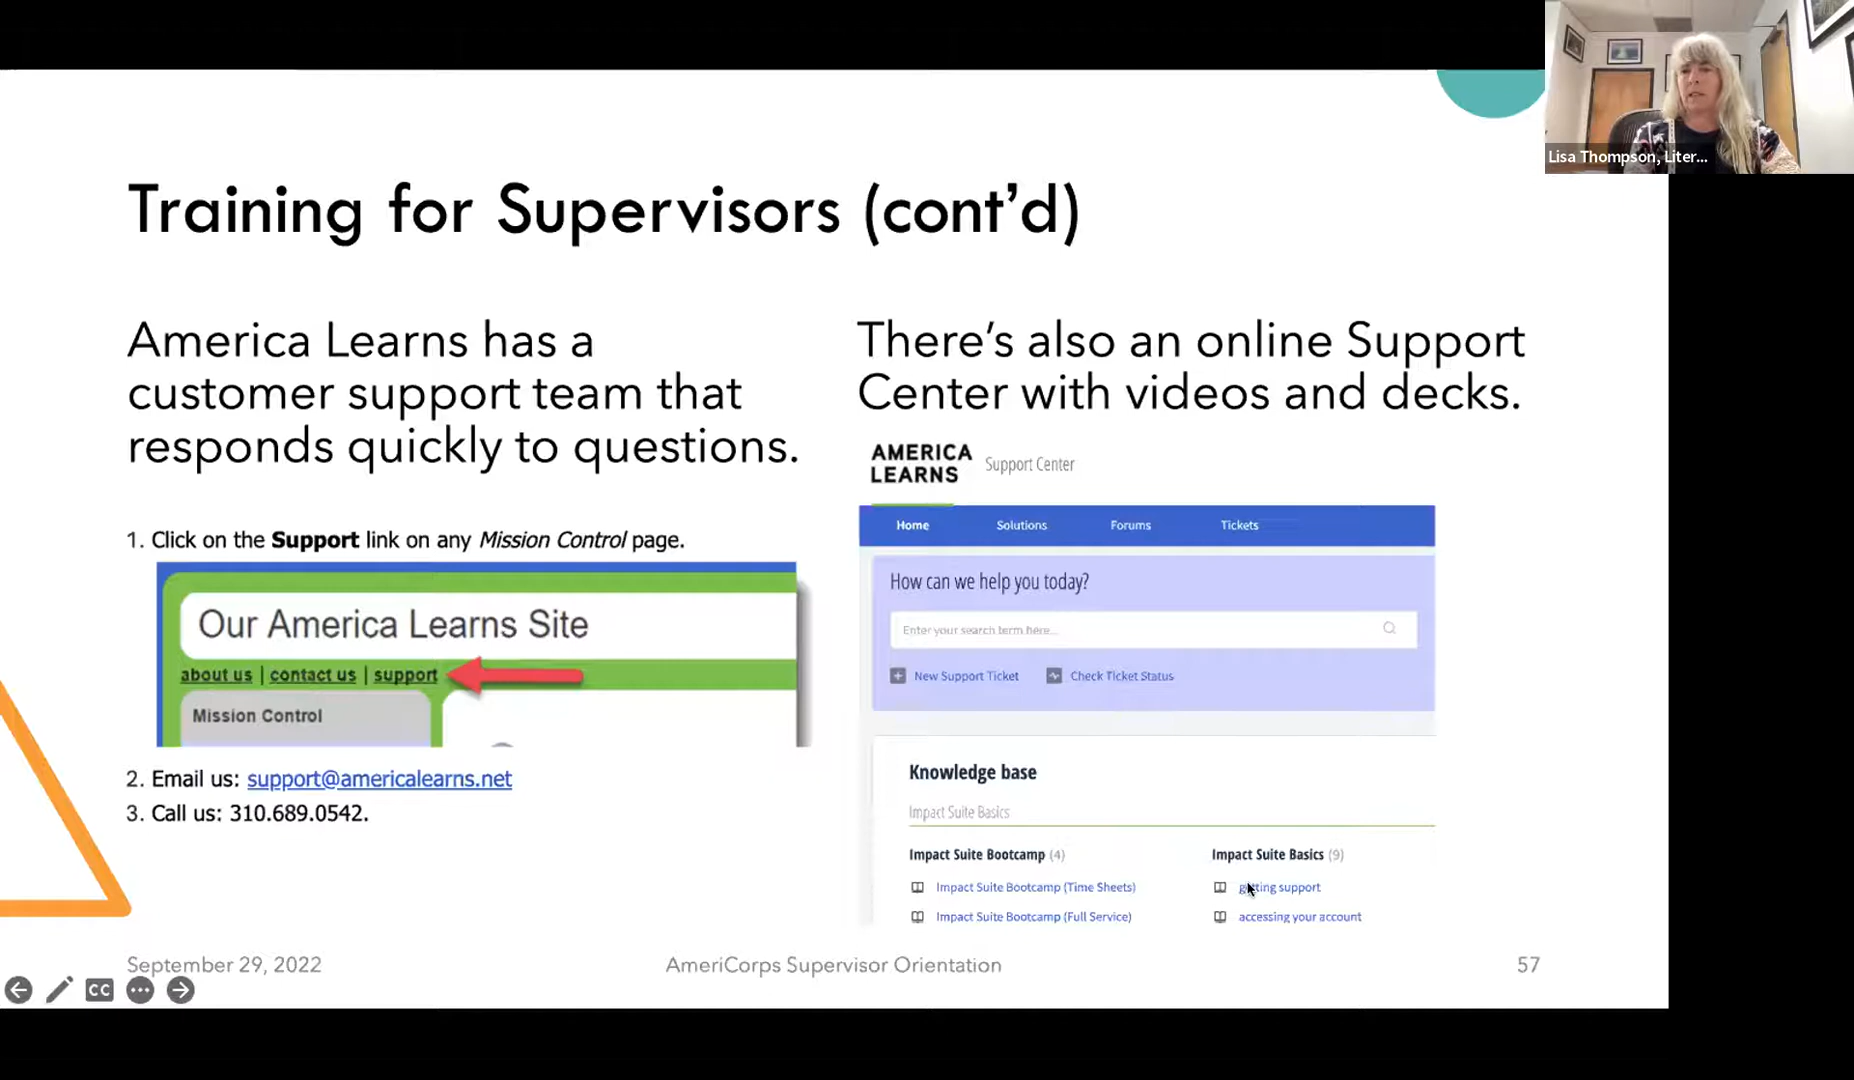 Lisa Thompson, Liter...
Training for Supervisors (cont’d)
America Learns has a
customer support team that
responds quickly to questions.
1. Click on the Support link on any Mission Control page.
Our America Learns Site
about us | contact us | support
Mission Control
2. Email us: support@americalearns.net
3. Call us: 310.689.0542.
There’s also an online Support
Center with videos and decks.
AMERICA
LEARNS
Support Center
Home Solutions Forums Tickets
How can we help you today?
Enter your search term here...
New Support Ticket Check Ticket Status
Knowledge base
Impact Suite Basics
Impact Suite Bootcamp (4)
Impact Suite Bootcamp (Time Sheets)
Impact Suite Bootcamp (Full Service)
Impact Suite Basics (9)
getting support
accessing your account
September 29, 2022
AmeriCorps Supervisor Orientation
57
CC